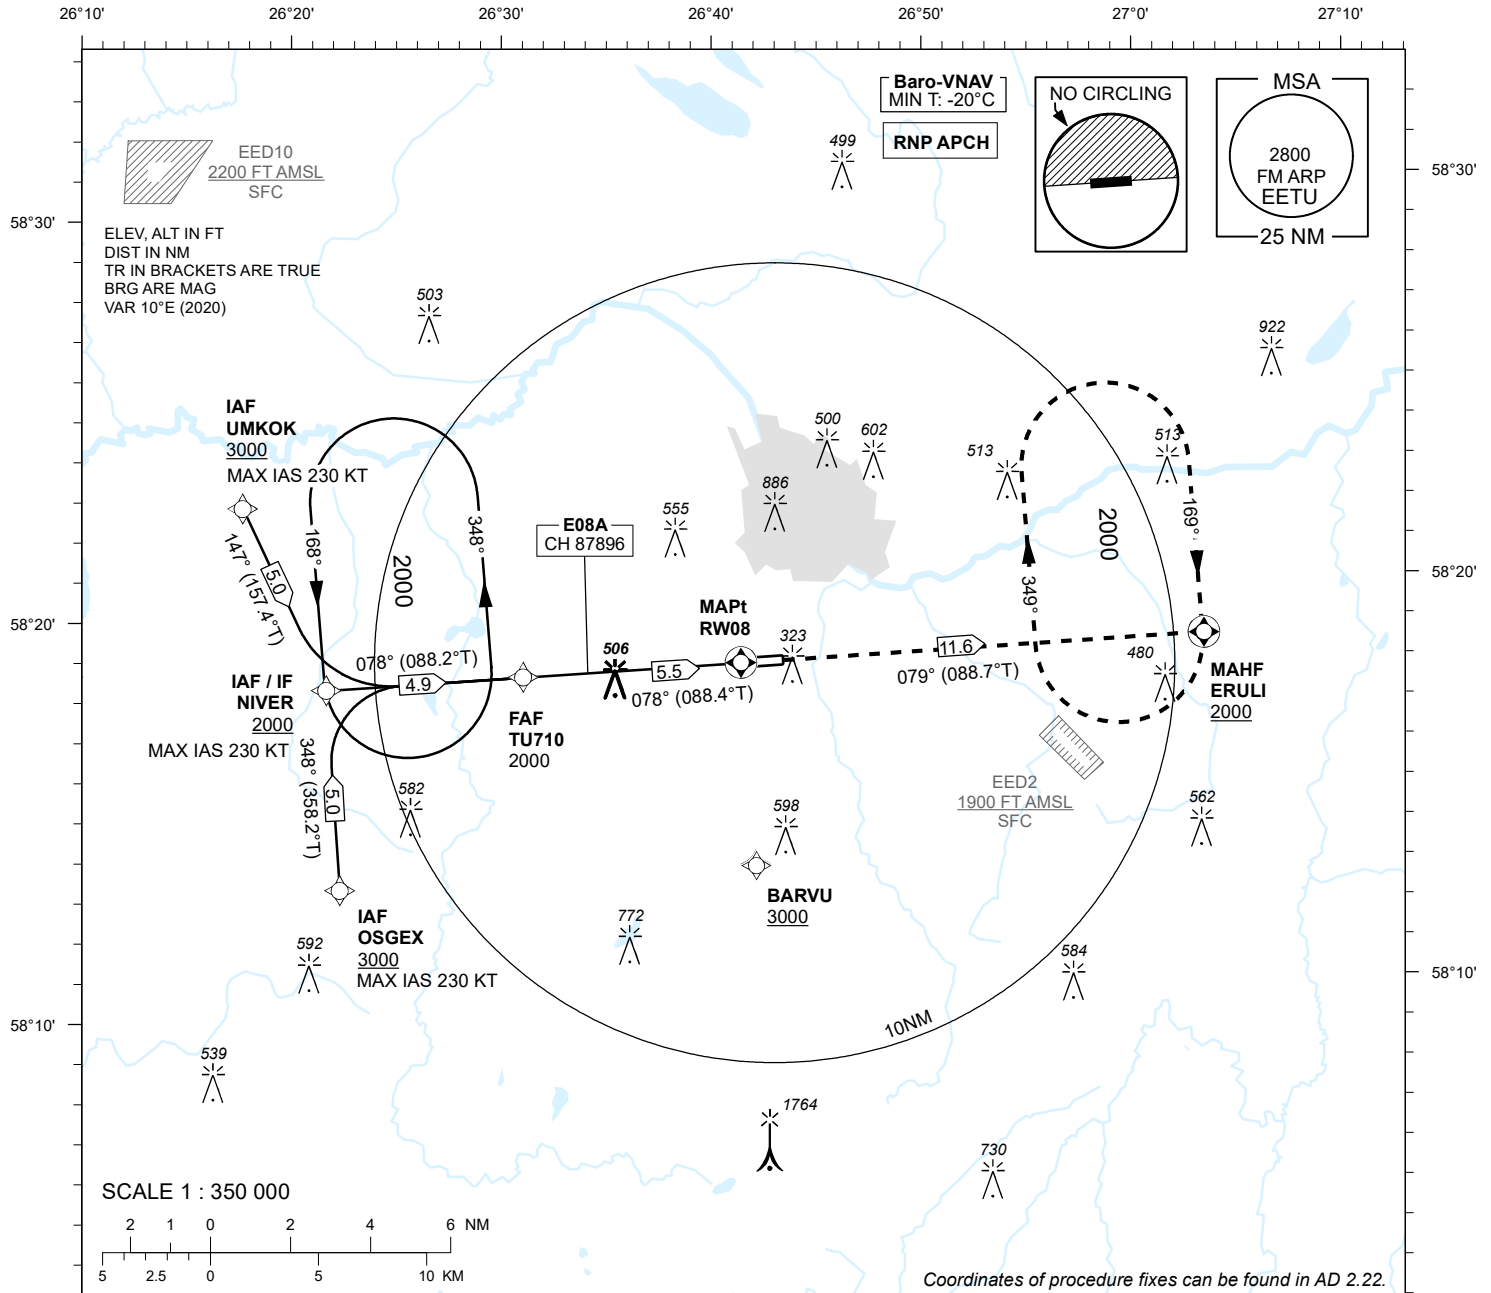 26°10'
26°20'
26°30'
26°40'
26°50'
27°0'
27°10'
Baro-VNAV
MIN T: -20°C
RNP APCH
NO CIRCLING
MSA
2800
FM ARP
EETU
25 NM
EED10
2200 FT AMSL
SFC
58°30'
58°30'
ELEV, ALT IN FT
DIST IN NM
TR IN BRACKETS ARE TRUE
BRG ARE MAG
VAR 10°E (2020)
499
503
922
IAF
UMKOK
3000
MAX IAS 230 KT
500
602
513
513
886
555
E08A
CH 87896
168°
348°
147° (157.4°T)
5.0
2000
2000
169°
349°
58°20'
58°20'
MAPt
RW08
323
506
078° (088.2°T)
4.9
5.5
078° (088.4°T)
11.6
079° (088.7°T)
480
IAF / IF
NIVER
2000
MAX IAS 230 KT
FAF
TU710
2000
MAHF
ERULI
2000
348° (358.2°T)
5.0
582
598
EED2
1900 FT AMSL
SFC
562
BARVU
3000
IAF
OSGEX
3000
MAX IAS 230 KT
592
772
584
58°10'
58°10'
10NM
539
1764
730
SCALE 1 : 350 000
2 1 0 2 4 6 NM
5 2.5 0 5 10 KM
Coordinates of procedure fixes can be found in AD 2.22.